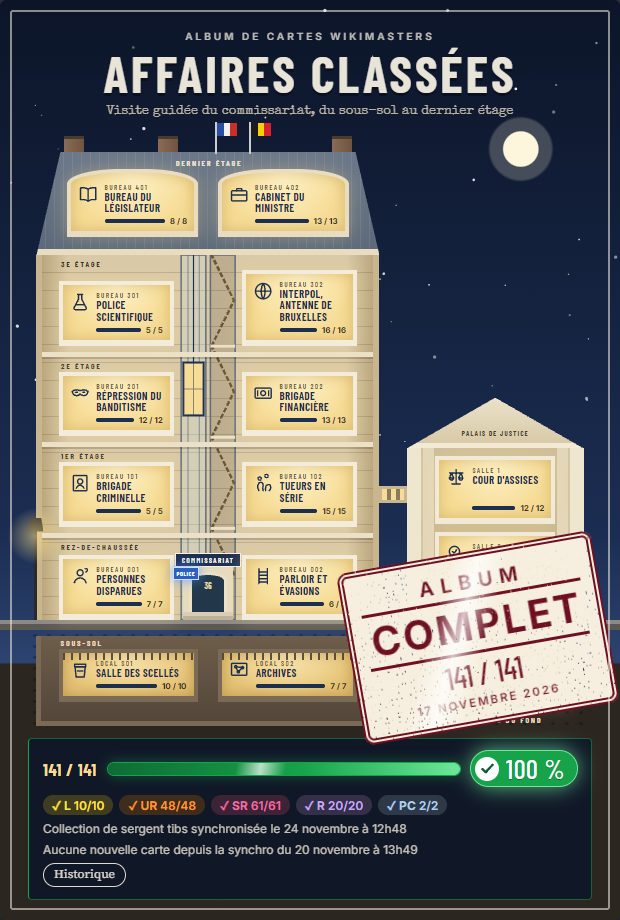 ALBUM DE CARTES WIKIMASTERS
AFFAIRES CLASSÉES
Visite guidée du commissariat, du sous-sol au dernier étage
DERNIER ÉTAGE
BUREAU 401
BUREAU DU
LÉGISLATEUR
8 / 8
BUREAU 402
CABINET DU
MINISTRE
13 / 13
3E ÉTAGE
BUREAU 301
POLICE
SCIENTIFIQUE
5 / 5
BUREAU 302
INTERPOL,
ANTENNE DE
BRUXELLES
16 / 16
2E ÉTAGE
BUREAU 201
RÉPRESSION DU
BANDITISME
12 / 12
BUREAU 202
BRIGADE
FINANCIÈRE
13 / 13
1ER ÉTAGE
BUREAU 101
BRIGADE
CRIMINELLE
5 / 5
BUREAU 102
TUEURS EN
SÉRIE
15 / 15
REZ-DE-CHAUSSÉE
BUREAU 001
PERSONNES
DISPARUES
7 / 7
COMMISSARIAT
POLICE
36
BUREAU 002
PARLOIR ET
ÉVASIONS
6 /
PALAIS DE JUSTICE
SALLE 1
COUR D'ASSISES
12 / 12
SALLE
SOUS-SOL
LOCAL S01
SALLE DES SCELLÉS
10 / 10
LOCAL S02
ARCHIVES
7 / 7
ALBUM
COMPLET
141 / 141
17 NOVEMBRE 2026
DU FOND
141 / 141
100 %
✓ L 10/10
✓ UR 48/48
✓ SR 61/61
✓ R 20/20
✓ PC 2/2
Collection de sergent tibs synchronisée le 24 novembre à 12h48
Aucune nouvelle carte depuis la synchro du 20 novembre à 13h49
Historique